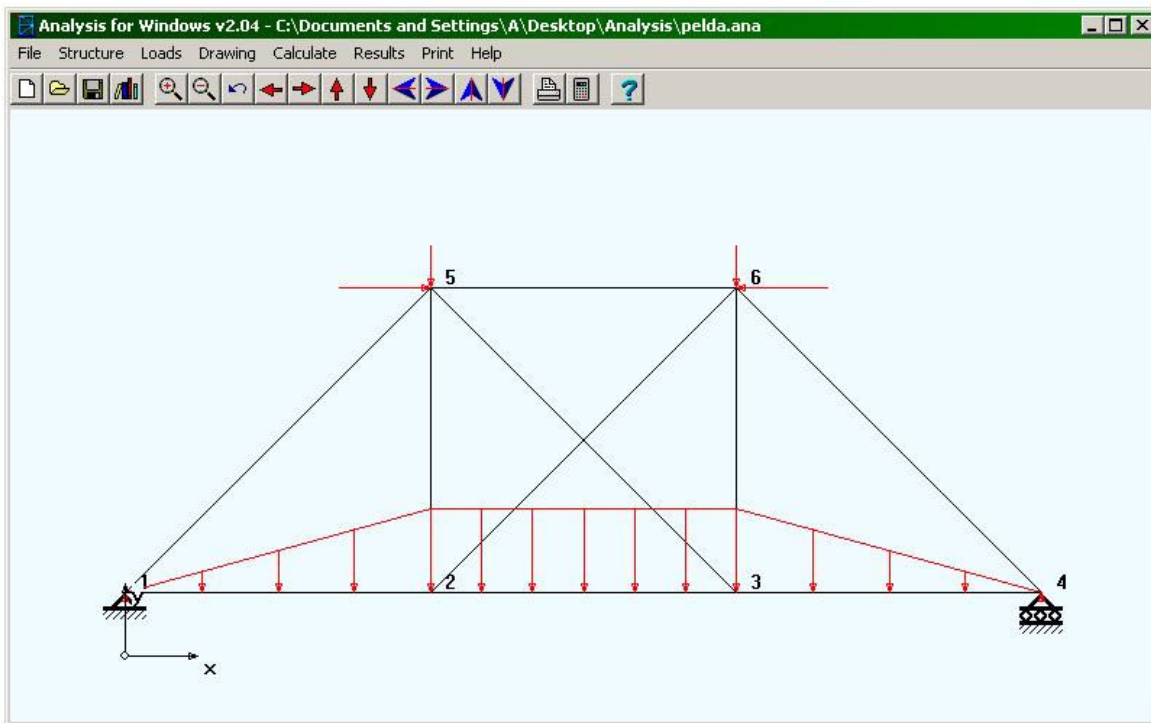 Analysis for Windows v2.04 - C:\Documents and Settings\A\Desktop\Analysis\pelda.ana
File Structure Loads Drawing Calculate Results Print Help
?
5 6
1 2 3 4
y
x